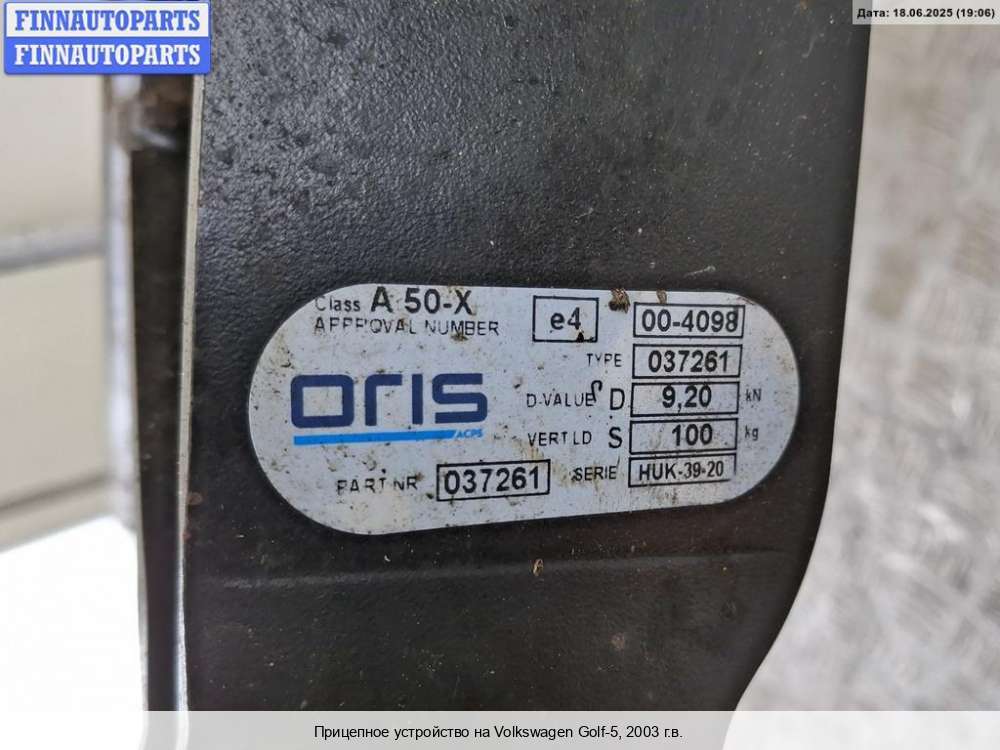 FINNAUTOPARTS
FINNAUTOPARTS
Дата: 18.06.2025 (19:06)
Class A 50-X
APPROVAL NUMBER e4 00-4098
TYPE 037261
ORIS
ACPS
D-VALUE D 9,20 kN
VERT LD S 100 kg
PART NR 037261
SERIE HUK-39-20
Прицепное устройство на Volkswagen Golf-5, 2003 г.в.